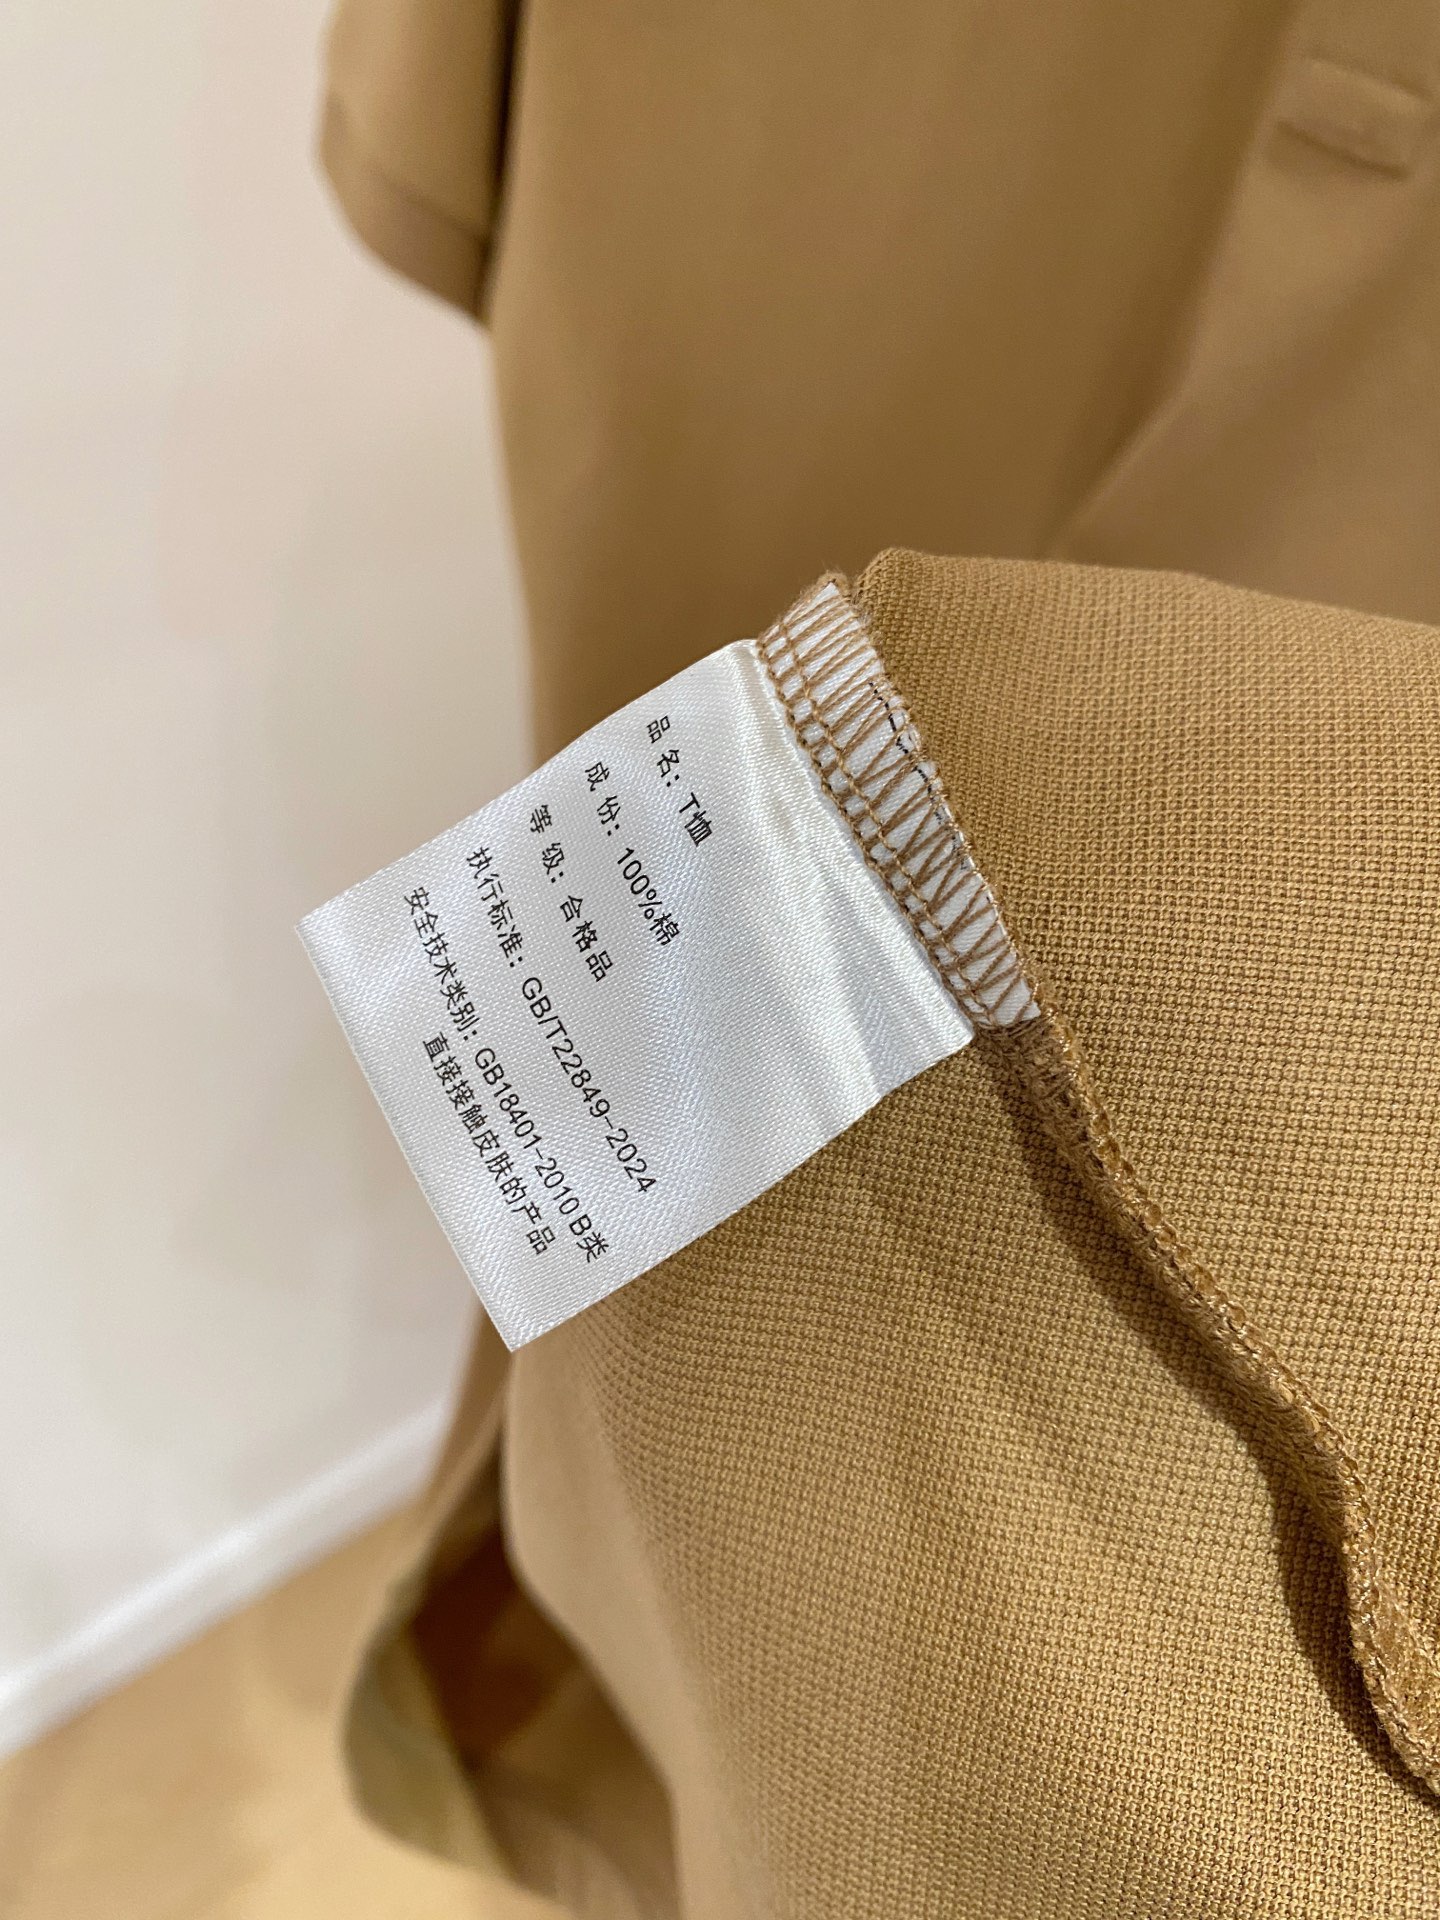 品名：T恤
成份：100%棉
等级：合格品
执行标准：GB/T22849-2024
安全技术类别：GB18401-2010 B类
直接接触皮肤的产品